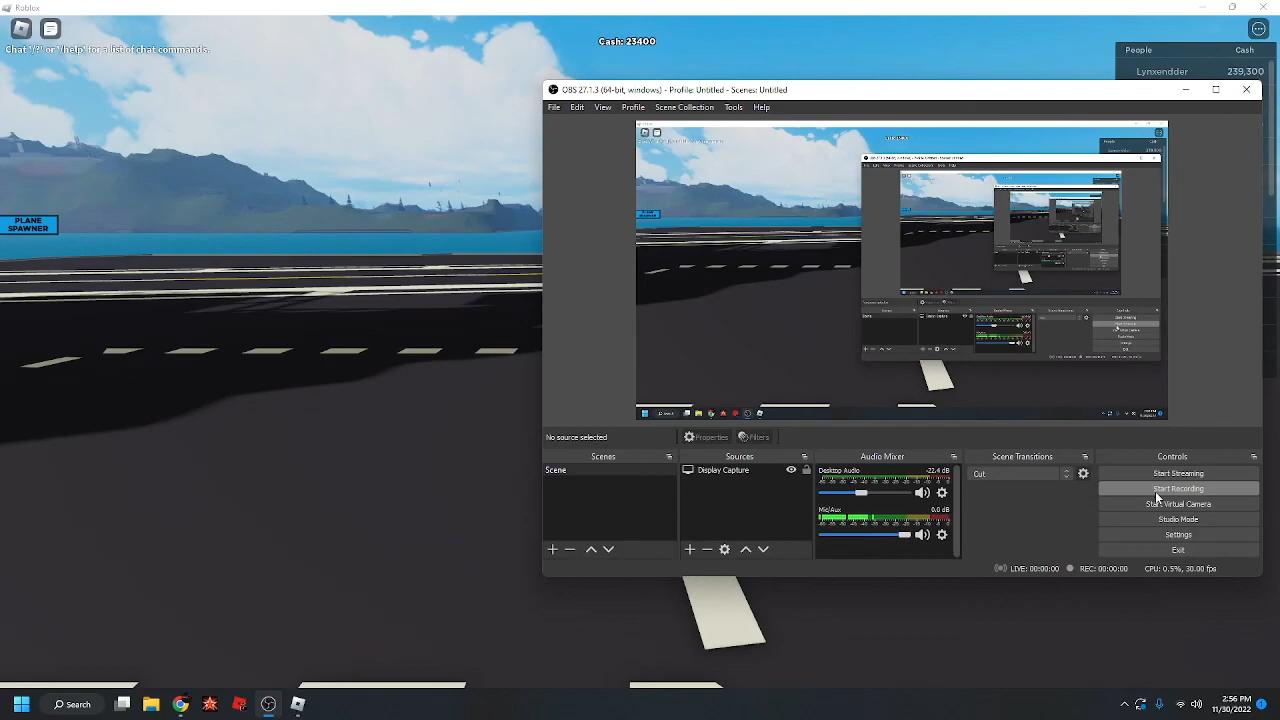 Roblox
Chat '/?' or '/help' for a list of chat commands.
Cash: 23400
People Cash
Lynxendder 239,300
PLANE
SPAWNER
OBS 27.1.3 (64-bit, windows) - Profile: Untitled - Scenes: Untitled
File Edit View Profile Scene Collection Tools Help
No source selected Properties Filters
Scenes Sources Audio Mixer Scene Transitions Controls
Scene
Display Capture
Desktop Audio -22.4 dB
Mic/Aux 0.0 dB
Cut
Start Streaming
Start Recording
Start Virtual Camera
Studio Mode
Settings
Exit
LIVE: 00:00:00 REC: 00:00:00 CPU: 0.5%, 30.00 fps
Search
2:56 PM
11/30/2022